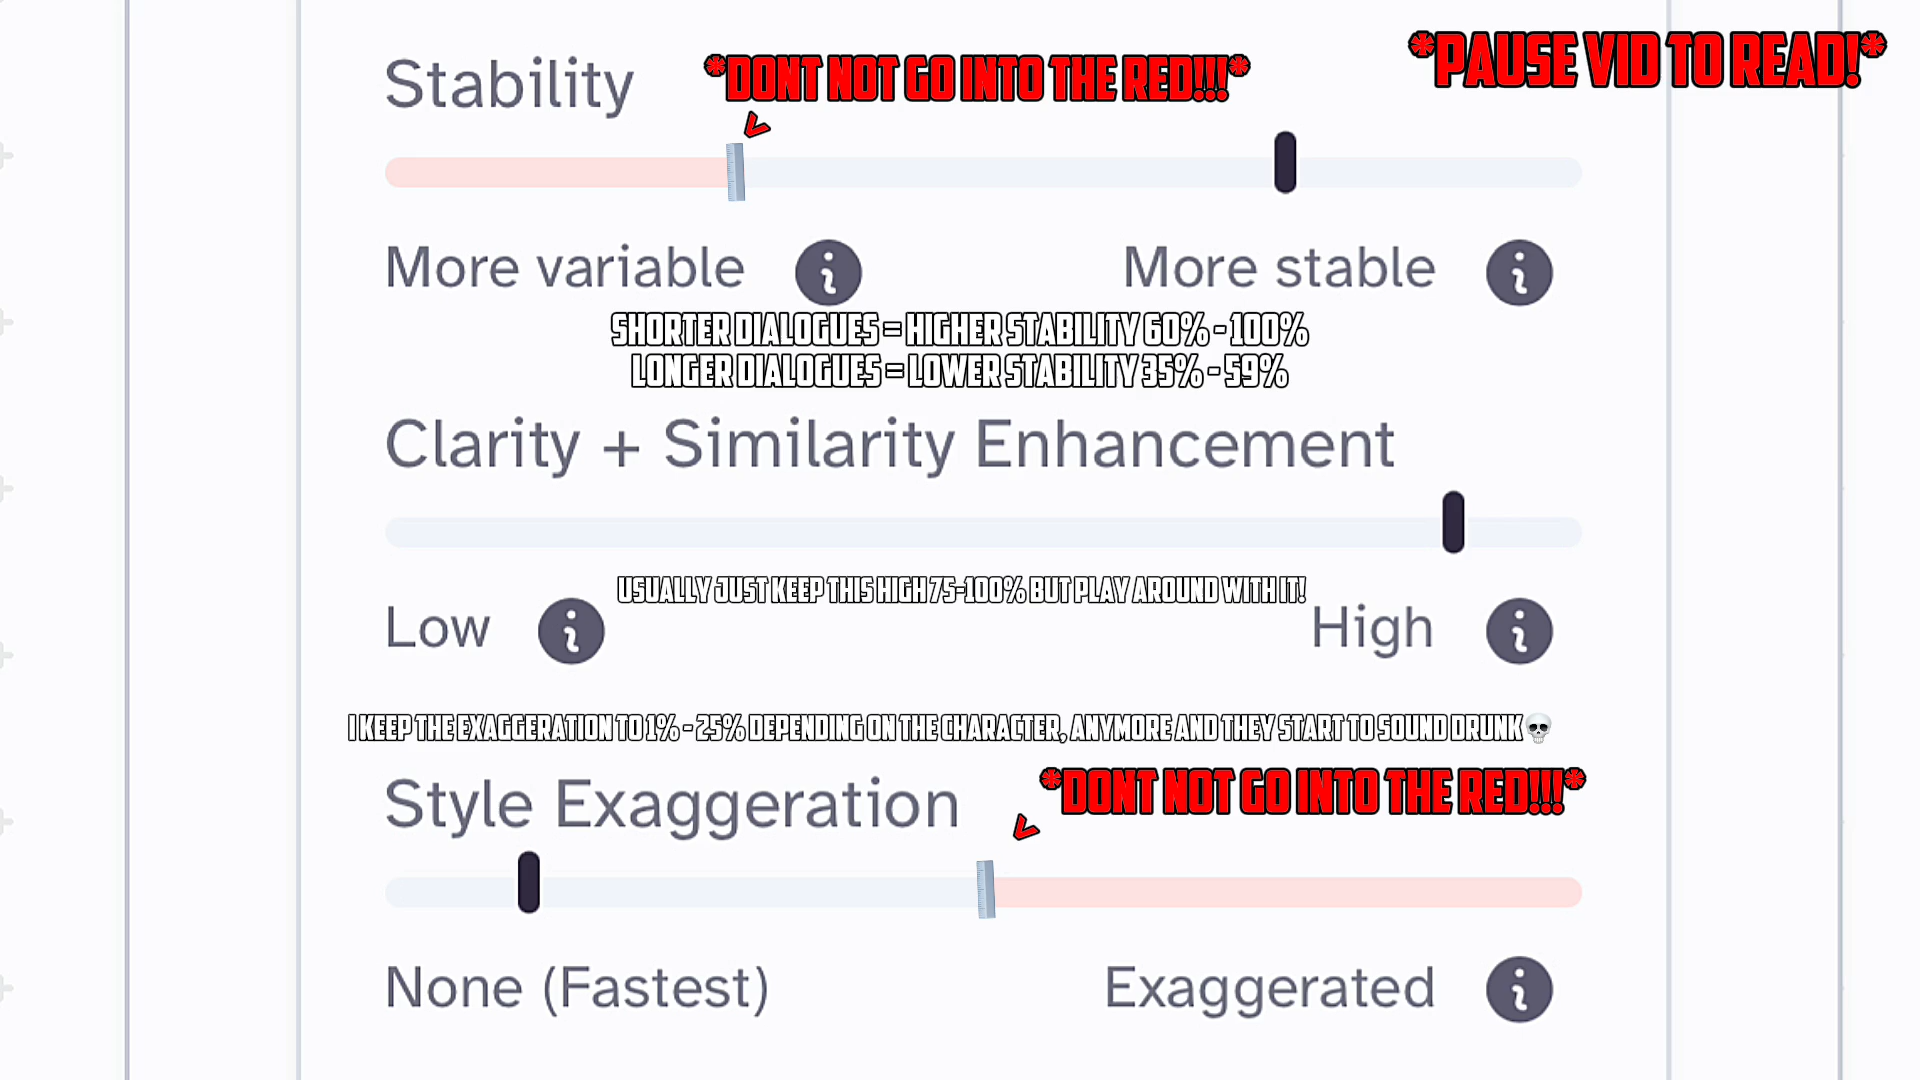 *PAUSE VID TO READ!*
Stability
*DONT NOT GO INTO THE RED!!!*
More variable
More stable
SHORTER DIALOGUES = HIGHER STABILITY 60% - 100%
LONGER DIALOGUES = LOWER STABILITY 35% - 59%
Clarity + Similarity Enhancement
USUALLY JUST KEEP THIS HIGH 75-100% BUT PLAY AROUND WITH IT!
Low
High
I KEEP THE EXAGGERATION TO 1% - 25% DEPENDING ON THE CHARACTER, ANYMORE AND THEY START TO SOUND DRUNK💀
Style Exaggeration
*DONT NOT GO INTO THE RED!!!*
None (Fastest)
Exaggerated